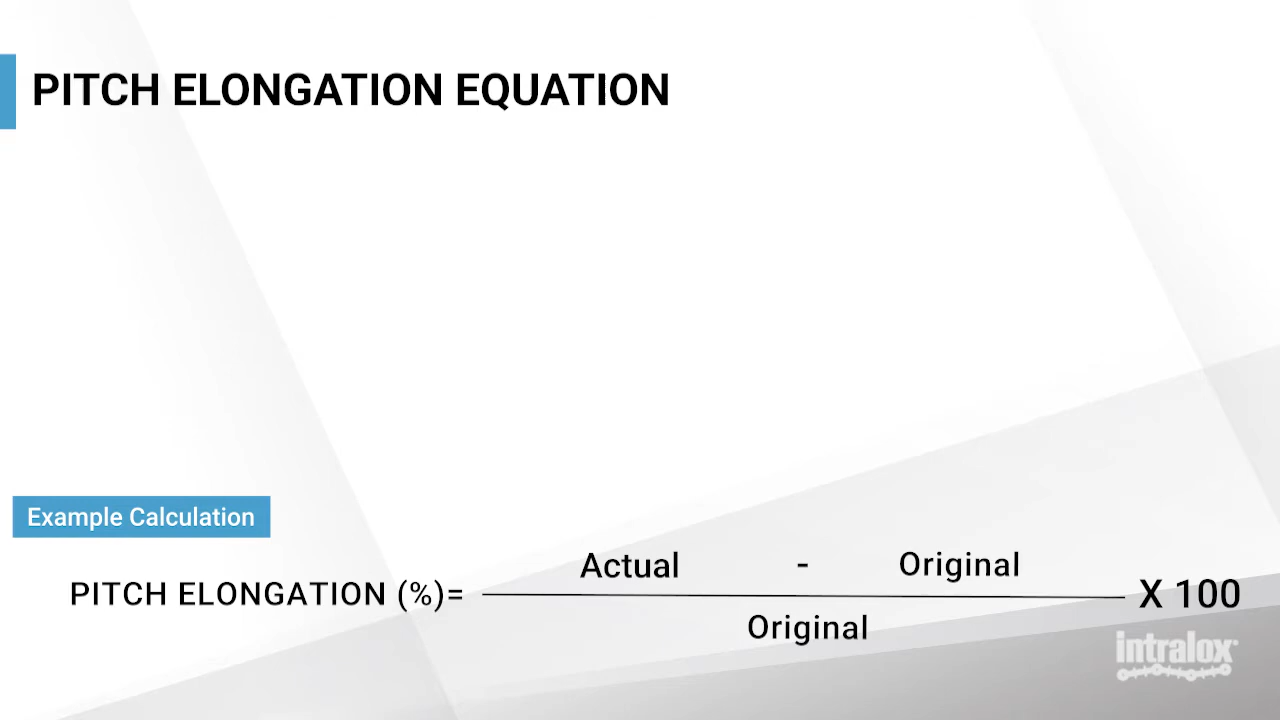 PITCH ELONGATION EQUATION
Example Calculation
Actual - Original
PITCH ELONGATION (%)= X 100
Original
intralox